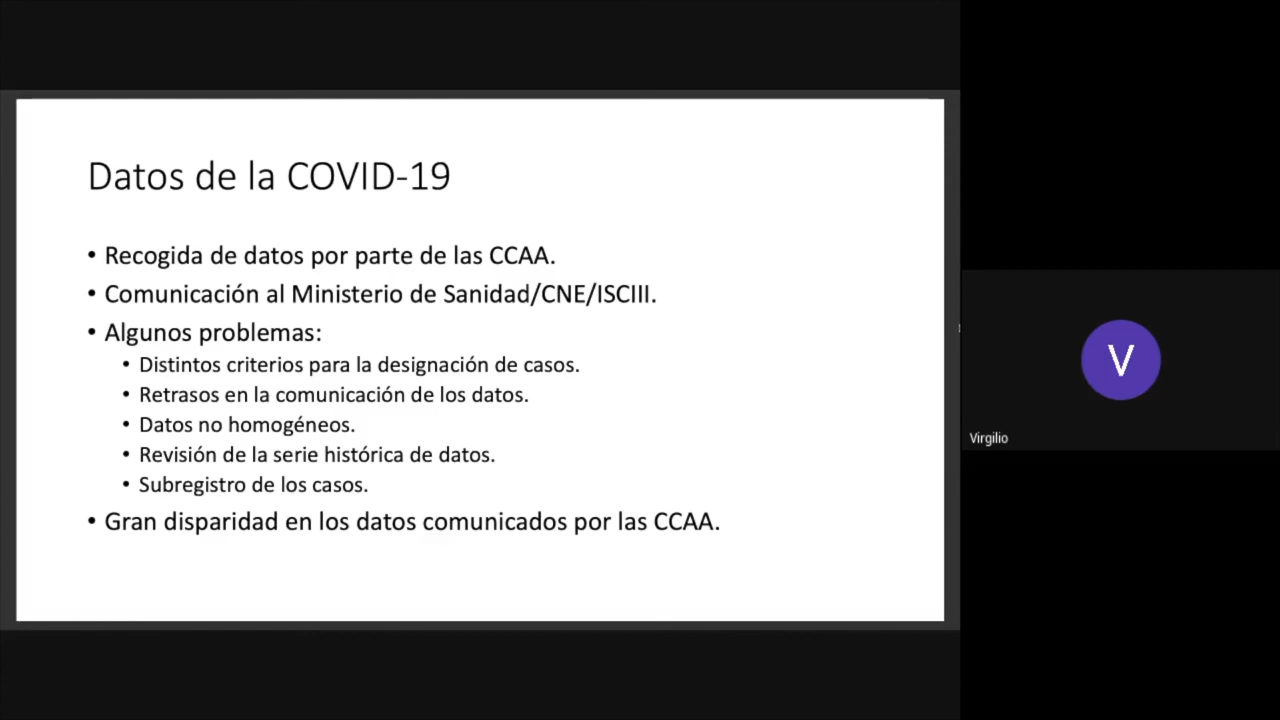 Datos de la COVID-19
• Recogida de datos por parte de las CCAA.
• Comunicación al Ministerio de Sanidad/CNE/ISCIII.
• Algunos problemas:
• Distintos criterios para la designación de casos.
• Retrasos en la comunicación de los datos.
• Datos no homogéneos.
• Revisión de la serie histórica de datos.
• Subregistro de los casos.
• Gran disparidad en los datos comunicados por las CCAA.
V
Virgilio